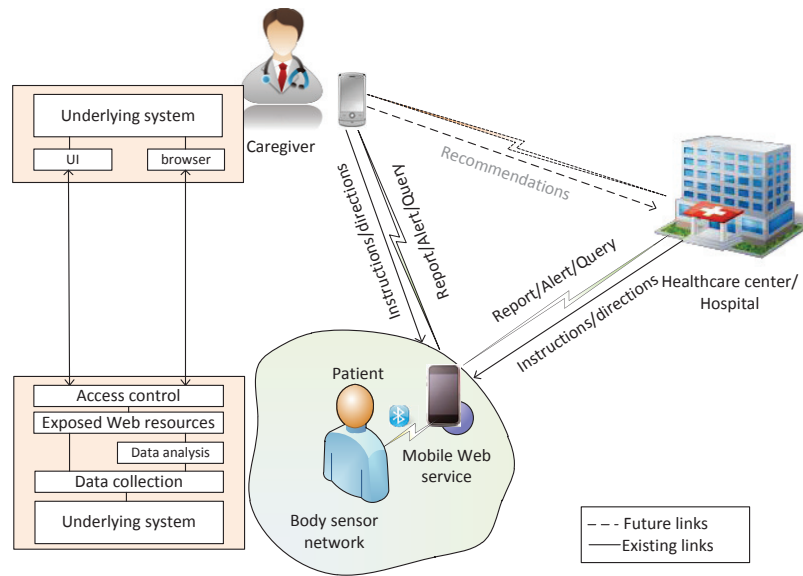 Underlying system
UI
browser
Caregiver
Recommendations
Instructions/directions
Report/Alert/Query
Healthcare center/
Hospital
Report/Alert/Query
Instructions/directions
Access control
Exposed Web resources
Data analysis
Data collection
Underlying system
Patient
Mobile Web
service
Body sensor
network
Future links
Existing links